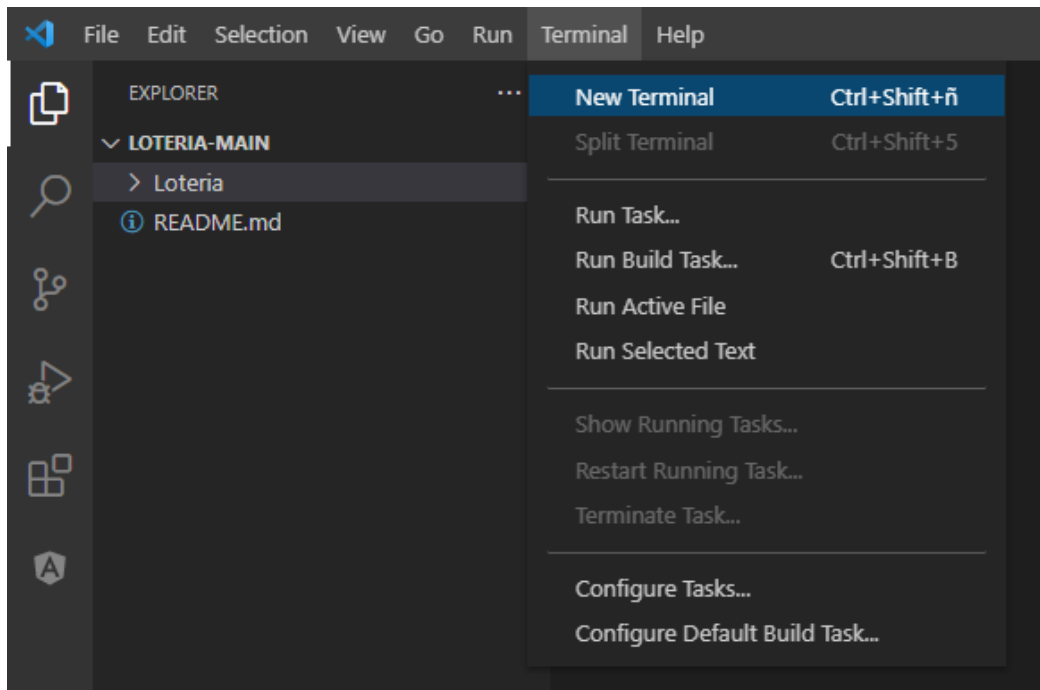 File Edit Selection View Go Run Terminal Help
EXPLORER ...
LOTERIA-MAIN
Loteria
README.md
New Terminal Ctrl+Shift+ñ
Split Terminal Ctrl+Shift+5
Run Task...
Run Build Task... Ctrl+Shift+B
Run Active File
Run Selected Text
Show Running Tasks...
Restart Running Task...
Terminate Task...
Configure Tasks...
Configure Default Build Task...